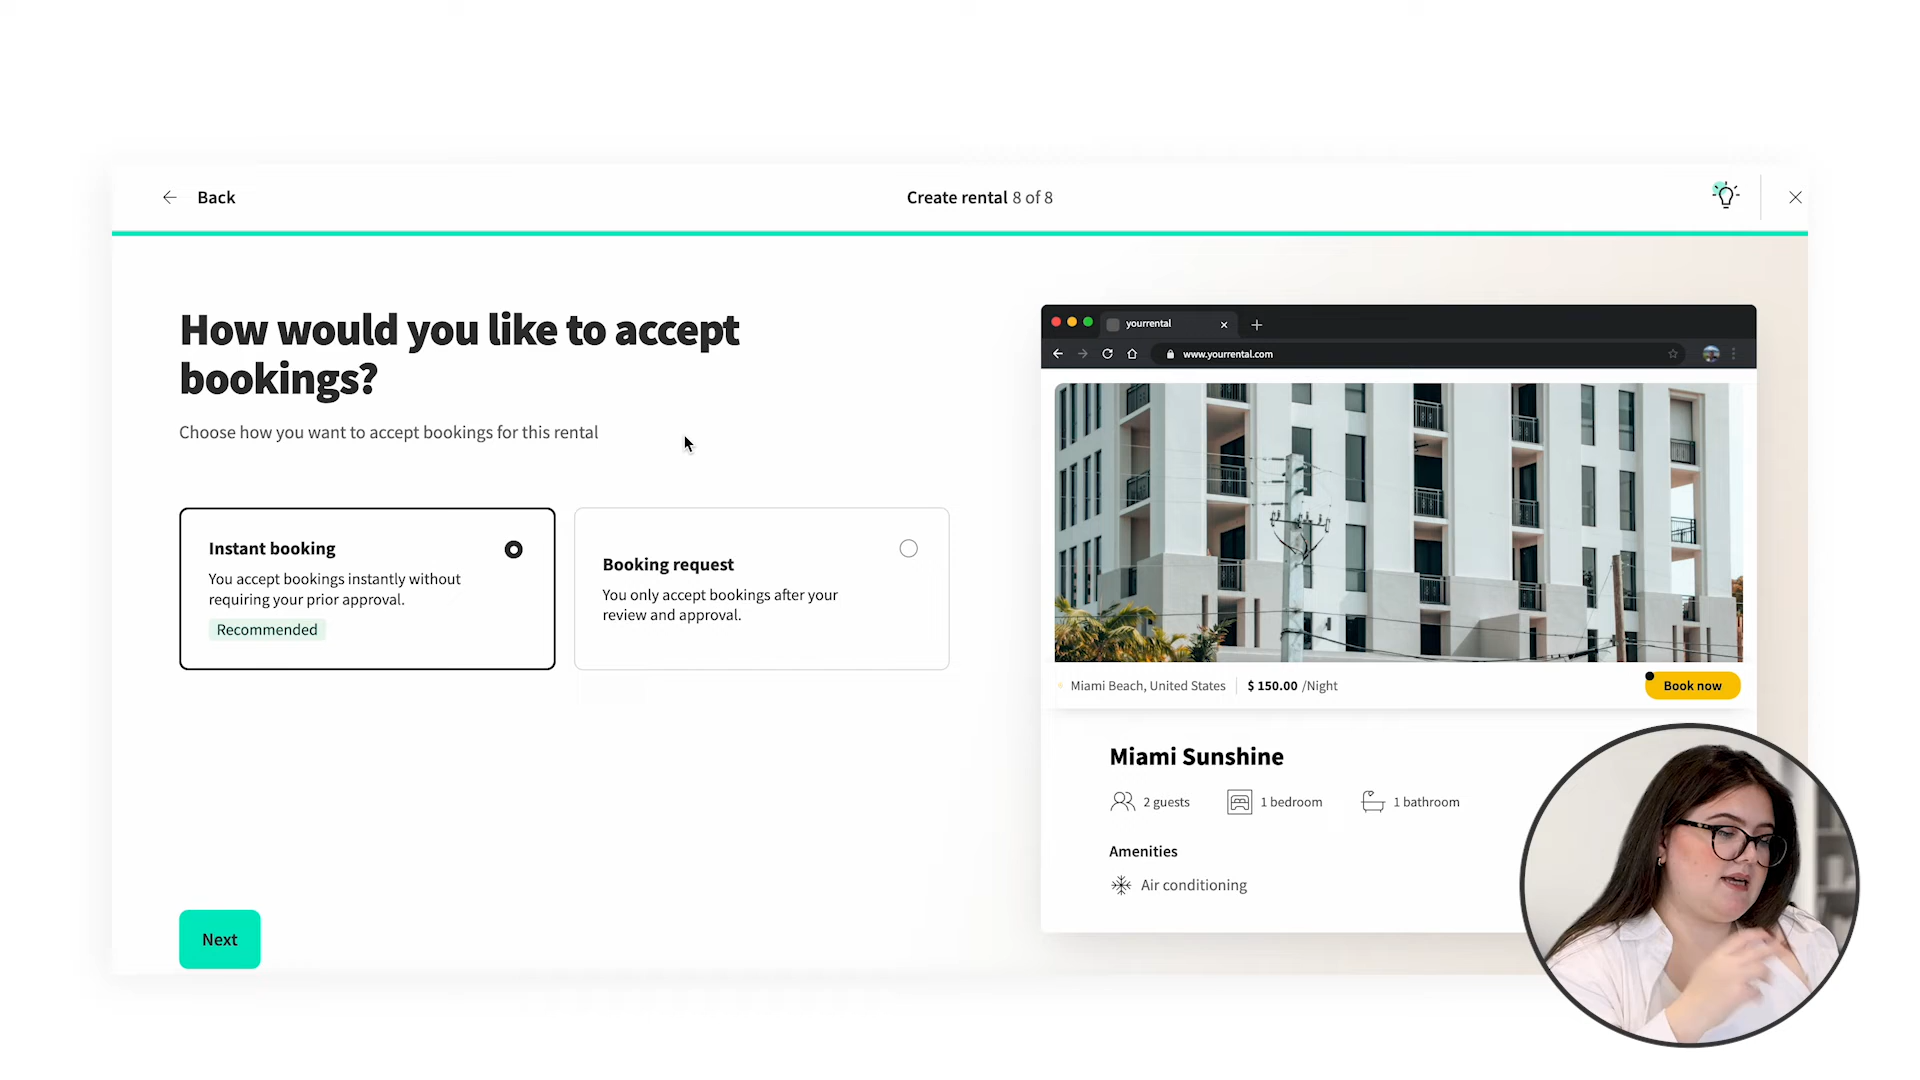 Back
Create rental 8 of 8
How would you like to accept
bookings?
Choose how you want to accept bookings for this rental
Instant booking
You accept bookings instantly without
requiring your prior approval.
Recommended
Booking request
You only accept bookings after your
review and approval.
Next
yourrental
www.yourrental.com
Miami Beach, United States
$ 150.00 /Night
Book now
Miami Sunshine
2 guests
1 bedroom
1 bathroom
Amenities
Air conditioning